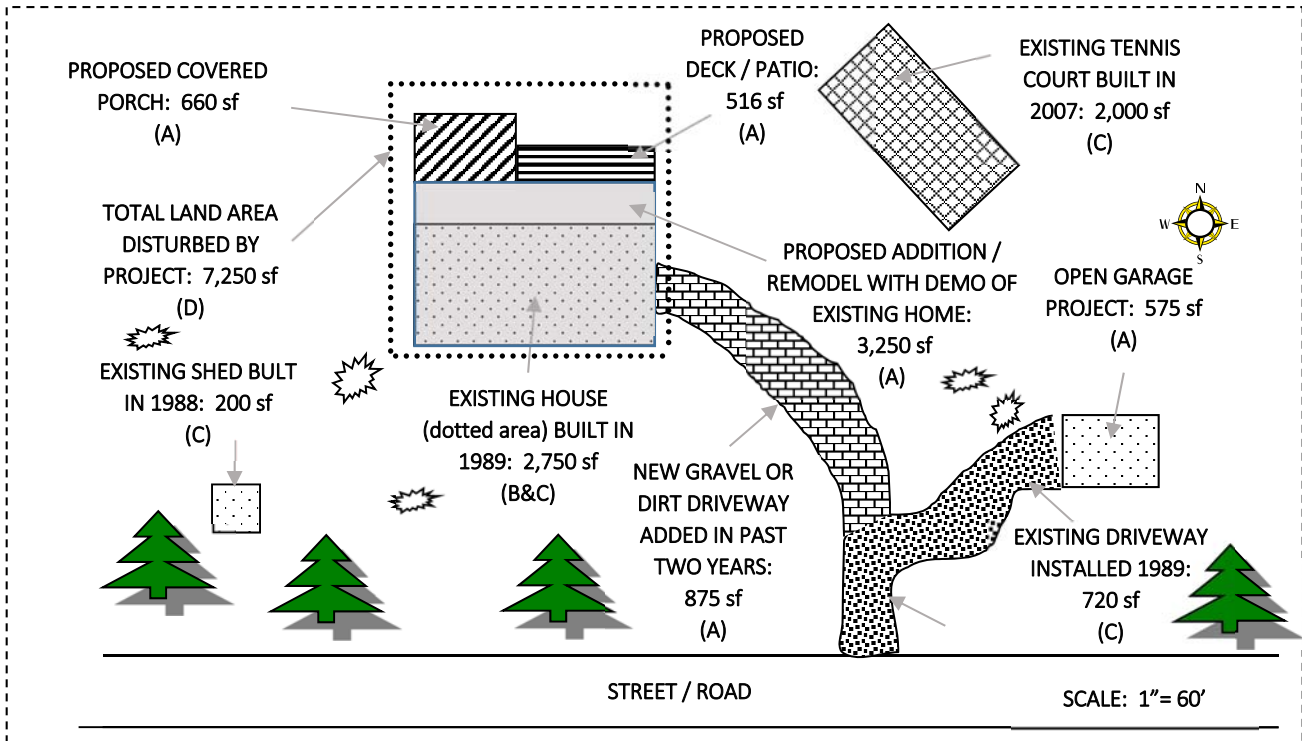 PROPOSED COVERED
PORCH: 660 sf
(A)
PROPOSED
DECK / PATIO:
516 sf
(A)
EXISTING TENNIS
COURT BUILT IN
2007: 2,000 sf
(C)
TOTAL LAND AREA
DISTURBED BY
PROJECT: 7,250 sf
(D)
N
W
E
S
PROPOSED ADDITION /
REMODEL WITH DEMO OF
EXISTING HOME:
3,250 sf
(A)
OPEN GARAGE
PROJECT: 575 sf
(A)
EXISTING SHED BULT
IN 1988: 200 sf
(C)
EXISTING HOUSE
(dotted area) BUILT IN
1989: 2,750 sf
(B&C)
NEW GRAVEL OR
DIRT DRIVEWAY
ADDED IN PAST
TWO YEARS:
875 sf
(A)
EXISTING DRIVEWAY
INSTALLED 1989:
720 sf
(C)
STREET / ROAD
SCALE: 1”= 60’